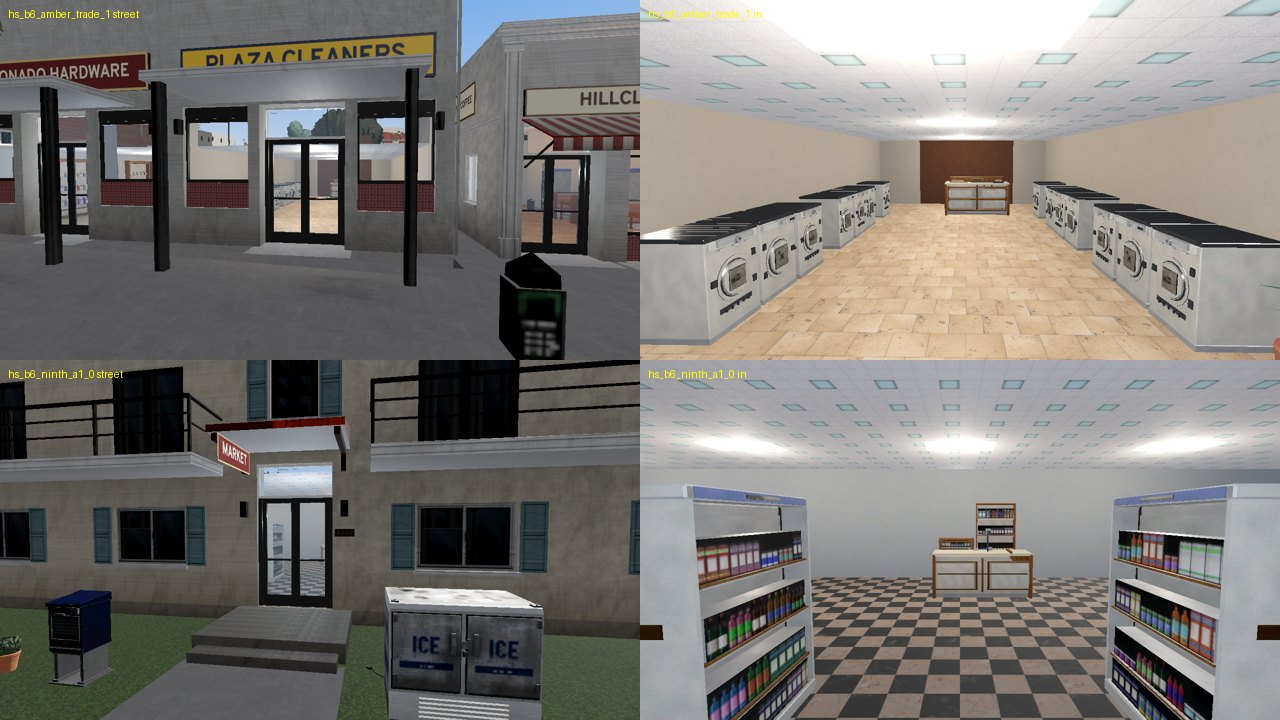 hs_b6_amber_trade_1 street
ONADO HARDWARE
PLAZA CLEANERS
COFFEE
HILLCL
hs_b6_amber_trade_1 in
hs_b6_ninth_a1_0 street
MARKET
ICE
ICE
hs_b6_ninth_a1_0 in